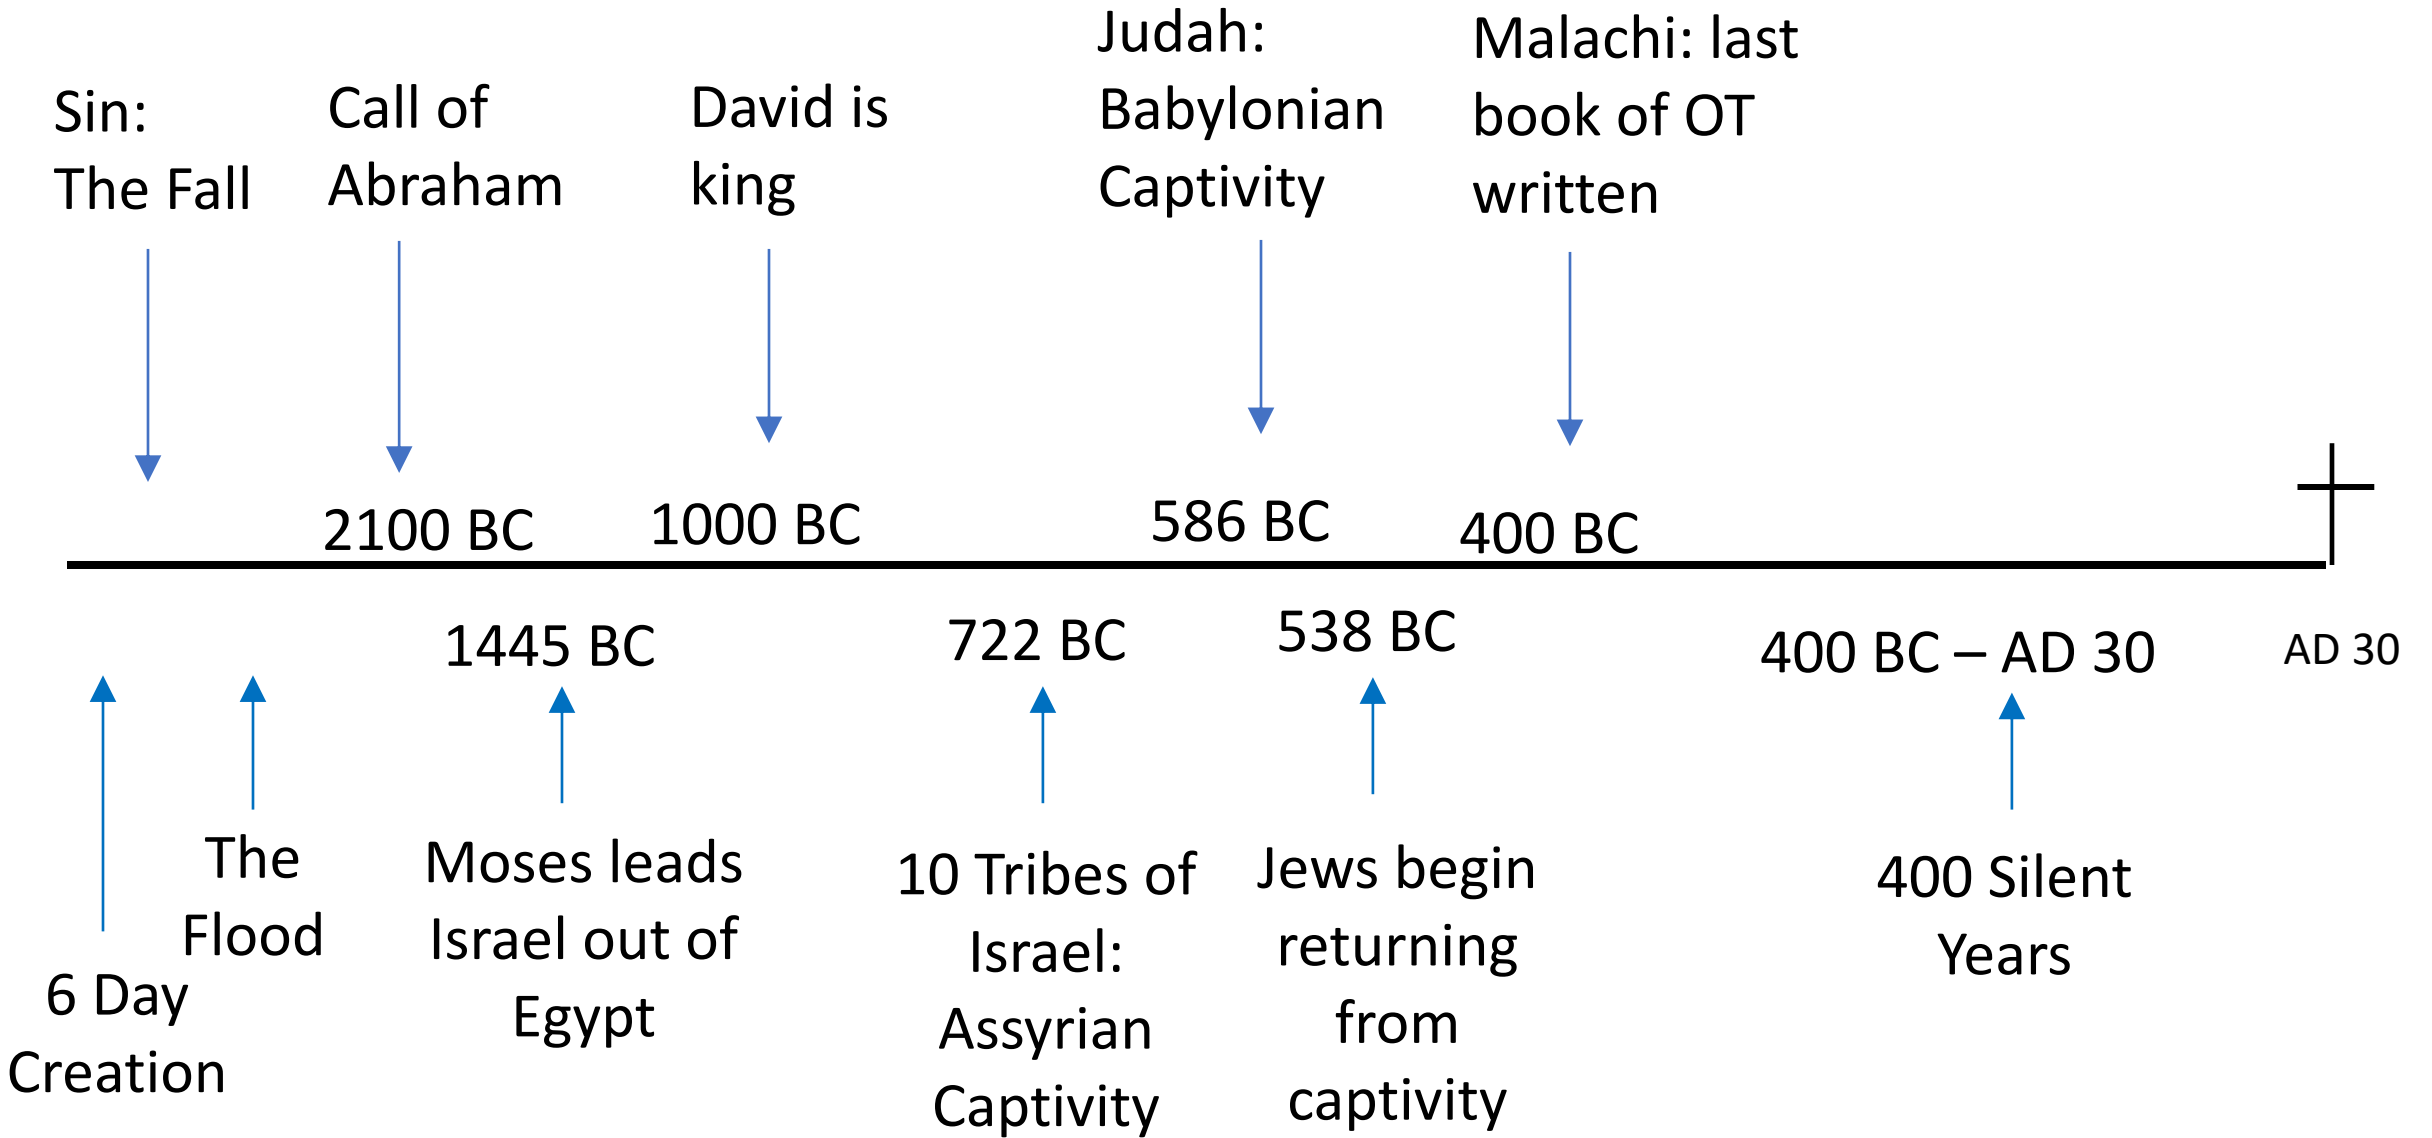 Sin:
The Fall
Call of
Abraham
David is
king
Judah:
Babylonian
Captivity
Malachi: last
book of OT
written
2100 BC
1000 BC
586 BC
400 BC
1445 BC
722 BC
538 BC
400 BC – AD 30
AD 30
6 Day
Creation
The
Flood
Moses leads
Israel out of
Egypt
10 Tribes of
Israel:
Assyrian
Captivity
Jews begin
returning
from
captivity
400 Silent
Years